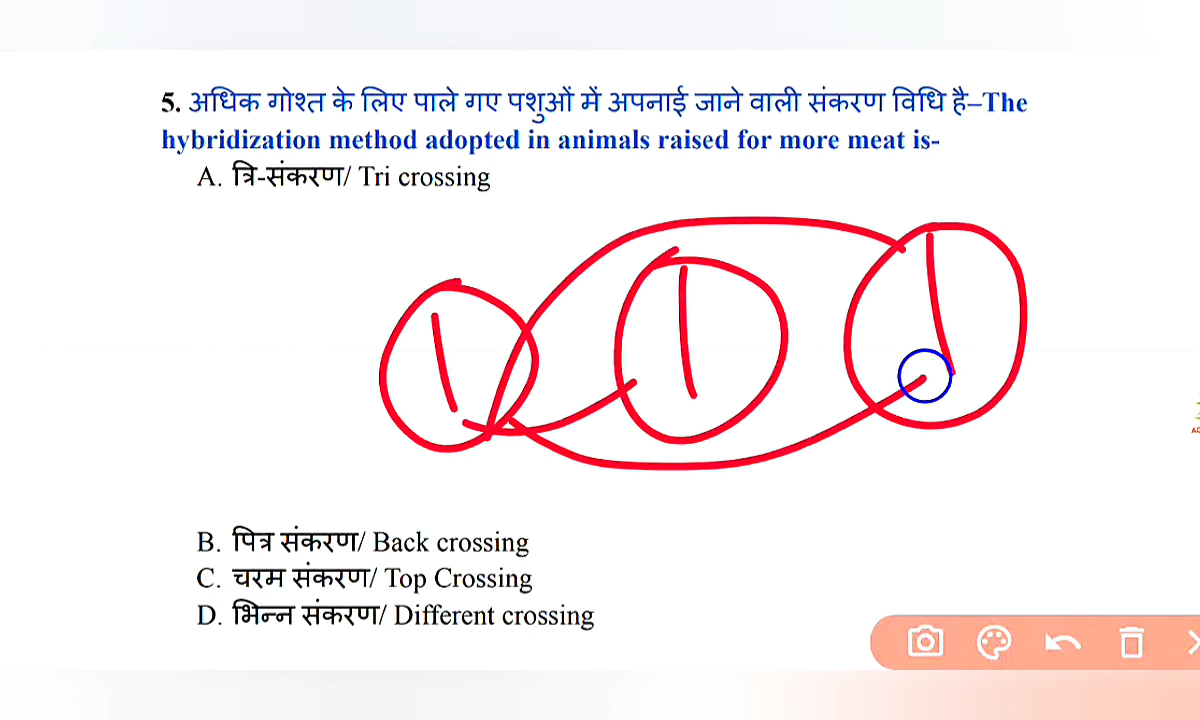 5. अधिक गोश्त के लिए पाले गए पशुओं में अपनाई जाने वाली संकरण विधि है–The
hybridization method adopted in animals raised for more meat is-
A. त्रि-संकरण/ Tri crossing
B. पित्र संकरण/ Back crossing
C. चरम संकरण/ Top Crossing
D. भिन्न संकरण/ Different crossing